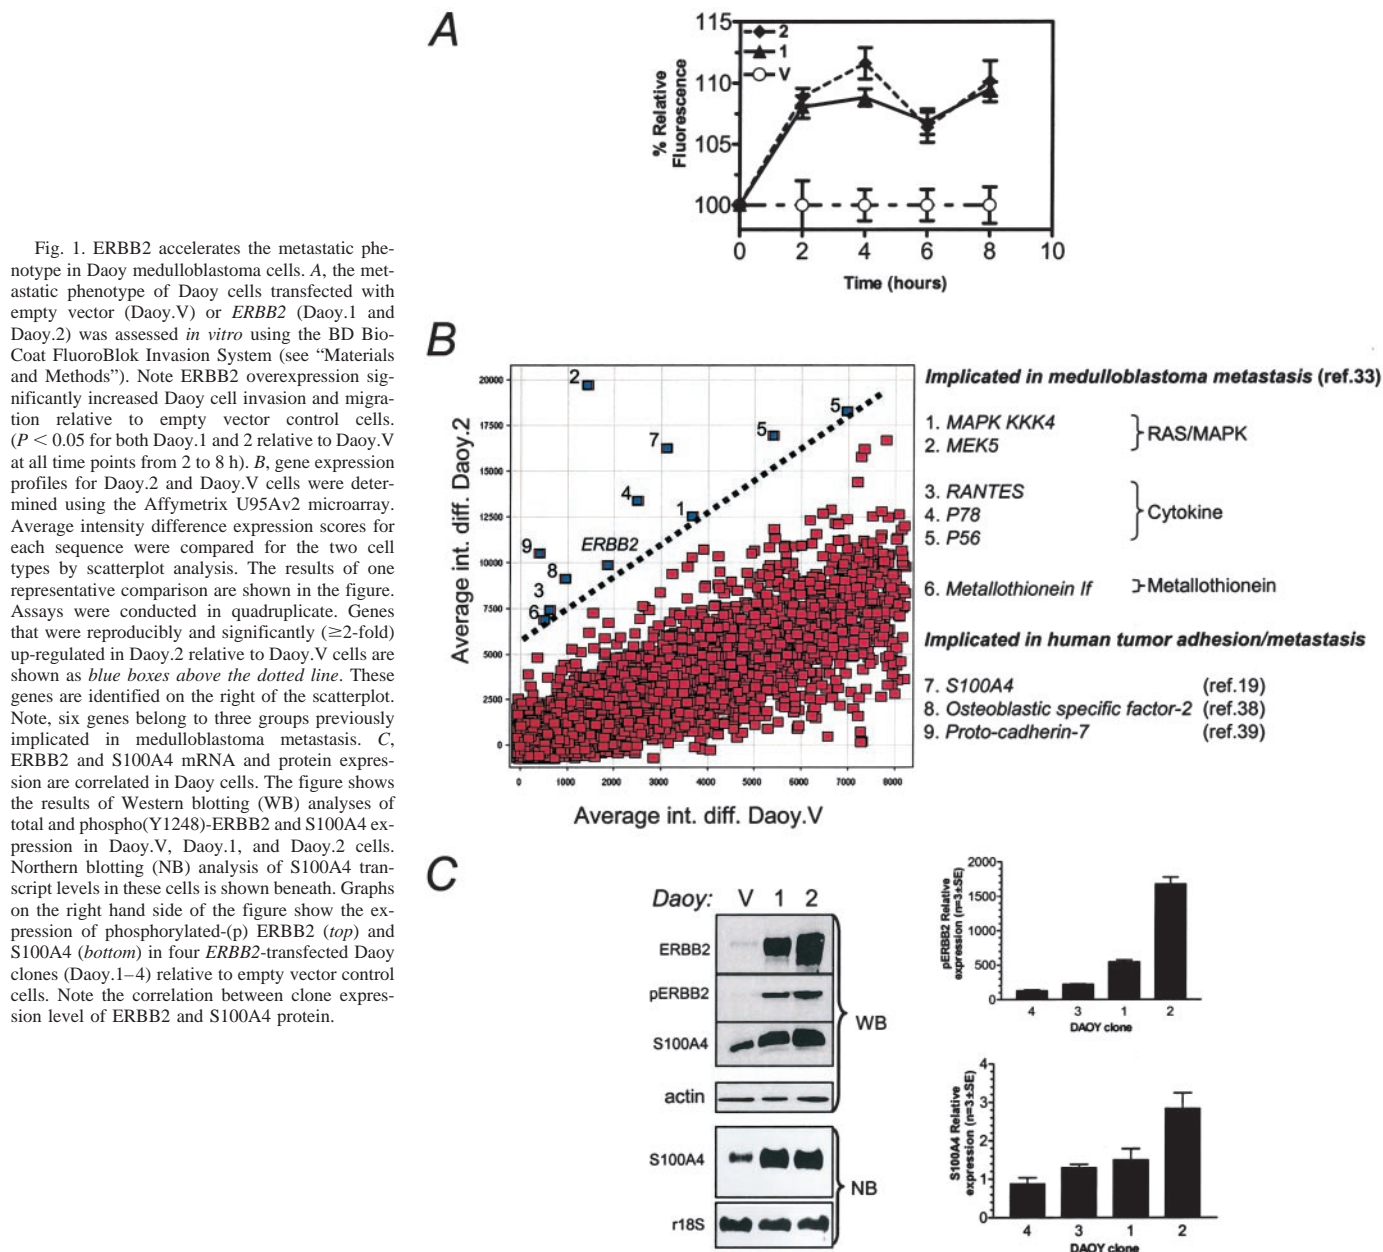 Fig. 1. ERBB2 accelerates the metastatic phe-
notype in Daoy medulloblastoma cells. A, the met-
astatic phenotype of Daoy cells transfected with
empty vector (Daoy.V) or ERBB2 (Daoy.1 and
Daoy.2) was assessed in vitro using the BD Bio-
Coat FluoroBlok Invasion System (see “Materials
and Methods”). Note ERBB2 overexpression sig-
nificantly increased Daoy cell invasion and migra-
tion relative to empty vector control cells.
(P < 0.05 for both Daoy.1 and 2 relative to Daoy.V
at all time points from 2 to 8 h). B, gene expression
profiles for Daoy.2 and Daoy.V cells were deter-
mined using the Affymetrix U95Av2 microarray.
Average intensity difference expression scores for
each sequence were compared for the two cell
types by scatterplot analysis. The results of one
representative comparison are shown in the figure.
Assays were conducted in quadruplicate. Genes
that were reproducibly and significantly (≥2-fold)
up-regulated in Daoy.2 relative to Daoy.V cells are
shown as blue boxes above the dotted line. These
genes are identified on the right of the scatterplot.
Note, six genes belong to three groups previously
implicated in medulloblastoma metastasis. C,
ERBB2 and S100A4 mRNA and protein expres-
sion are correlated in Daoy cells. The figure shows
the results of Western blotting (WB) analyses of
total and phospho(Y1248)-ERBB2 and S100A4 ex-
pression in Daoy.V, Daoy.1, and Daoy.2 cells.
Northern blotting (NB) analysis of S100A4 tran-
script levels in these cells is shown beneath. Graphs
on the right hand side of the figure show the ex-
pression of phosphorylated-(p) ERBB2 (top) and
S100A4 (bottom) in four ERBB2-transfected Daoy
clones (Daoy.1–4) relative to empty vector control
cells. Note the correlation between clone expres-
sion level of ERBB2 and S100A4 protein.
A
% Relative
Fluorescence
115
110
105
100
2
1
V
0 2 4 6 8 10
Time (hours)
B
Average int. diff. Daoy.2
20000
17500
15000
12500
10000
7500
5000
2500
0
2
5
5
7
4
1
9
ERBB2
8
3
6
0 1000 2000 3000 4000 5000 6000 7000 8000
Average int. diff. Daoy.V
Implicated in medulloblastoma metastasis (ref.33)
1. MAPK KKK4
2. MEK5
RAS/MAPK
3. RANTES
4. P78
5. P56
Cytokine
6. Metallothionein If
Metallothionein
Implicated in human tumor adhesion/metastasis
7. S100A4 (ref.19)
8. Osteoblastic specific factor-2 (ref.38)
9. Proto-cadherin-7 (ref.39)
C
Daoy: V 1 2
ERBB2
pERBB2
S100A4
actin
WB
S100A4
r18S
NB
pERBB2 Relative
expression (n=3±SE)
2000
1500
1000
500
0
4 3 1 2
DAOY clone
S100A4 Relative
expression (n=3±SE)
4
3
2
1
0
4 3 1 2
DAOY clone